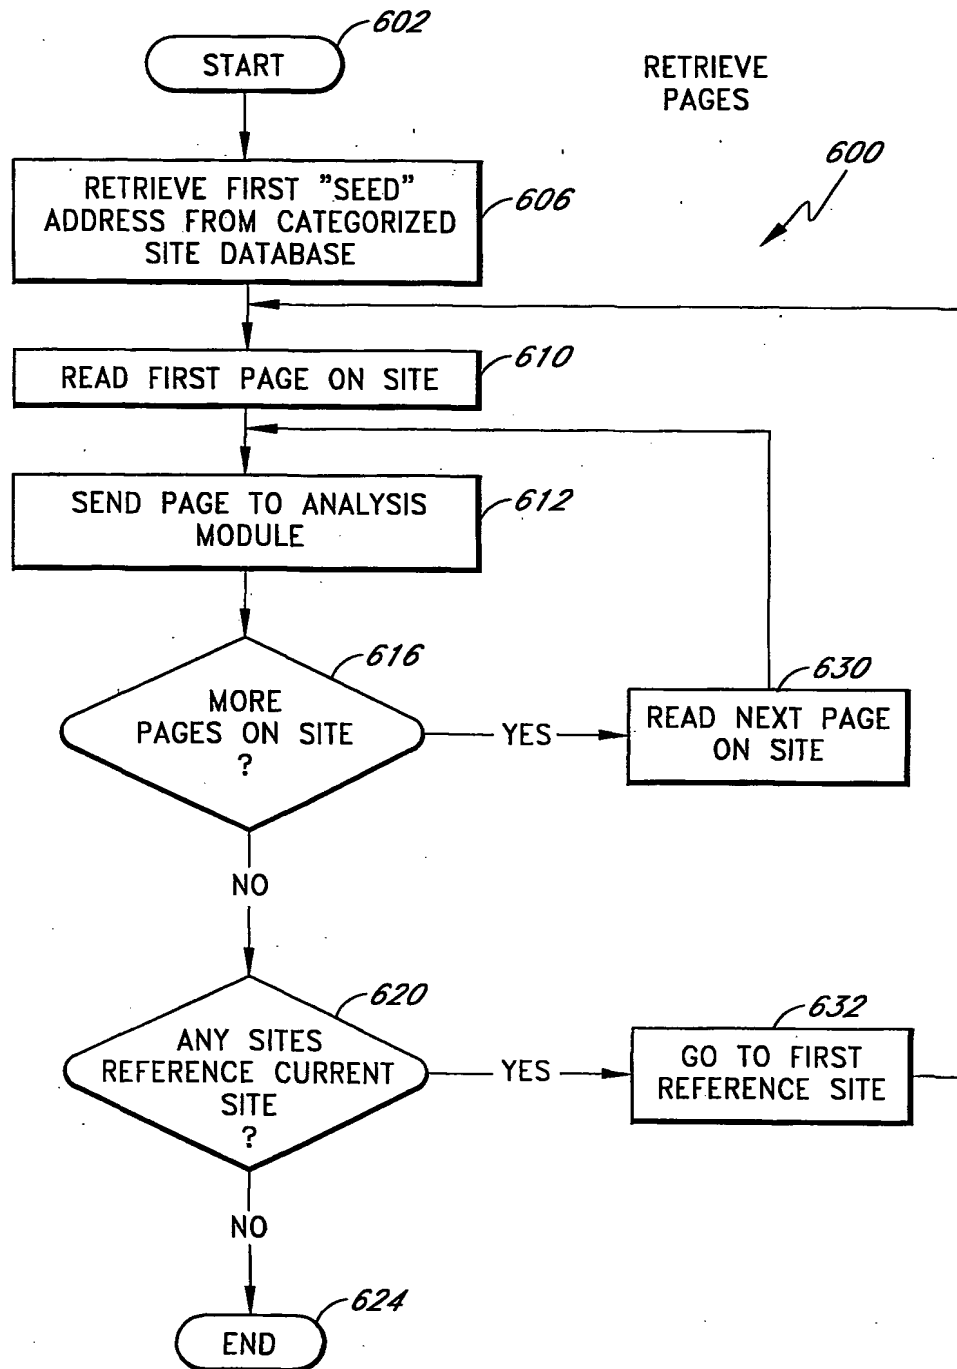 602
START
RETRIEVE
PAGES
600
RETRIEVE FIRST "SEED"
ADDRESS FROM CATEGORIZED
SITE DATABASE
606
READ FIRST PAGE ON SITE
610
SEND PAGE TO ANALYSIS
MODULE
612
MORE
PAGES ON SITE
?
616
YES
630
READ NEXT PAGE
ON SITE
NO
ANY SITES
REFERENCE CURRENT
SITE
?
620
YES
632
GO TO FIRST
REFERENCE SITE
NO
624
END